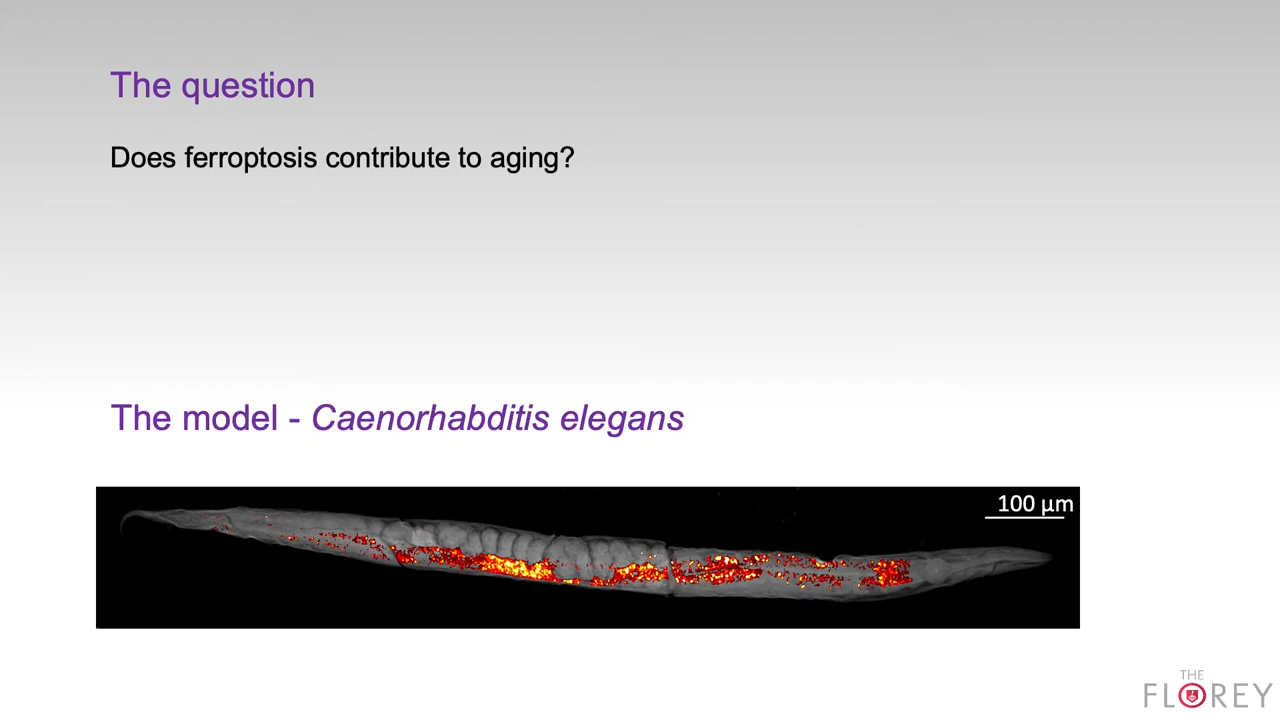 The question
Does ferroptosis contribute to aging?
The model - Caenorhabditis elegans
100 µm
THE
FLOREY